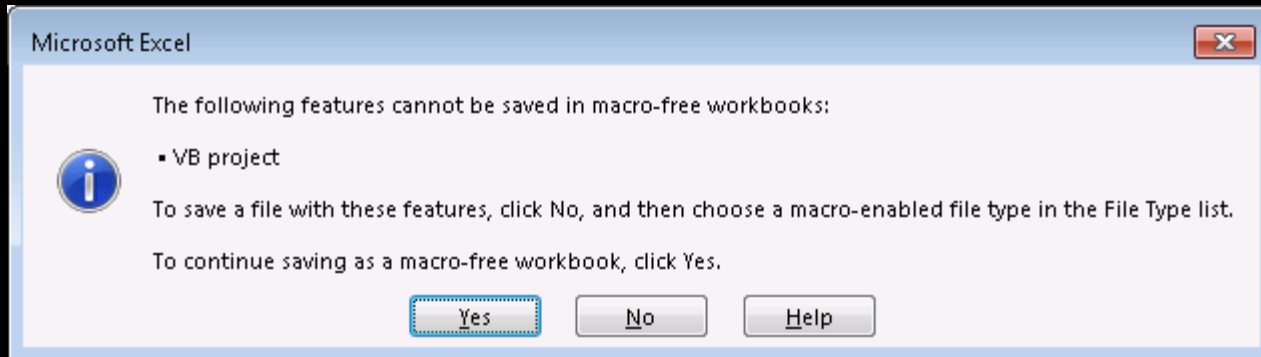 Microsoft Excel
The following features cannot be saved in macro-free workbooks:
▪ VB project
To save a file with these features, click No, and then choose a macro-enabled file type in the File Type list.
To continue saving as a macro-free workbook, click Yes.
Yes No Help